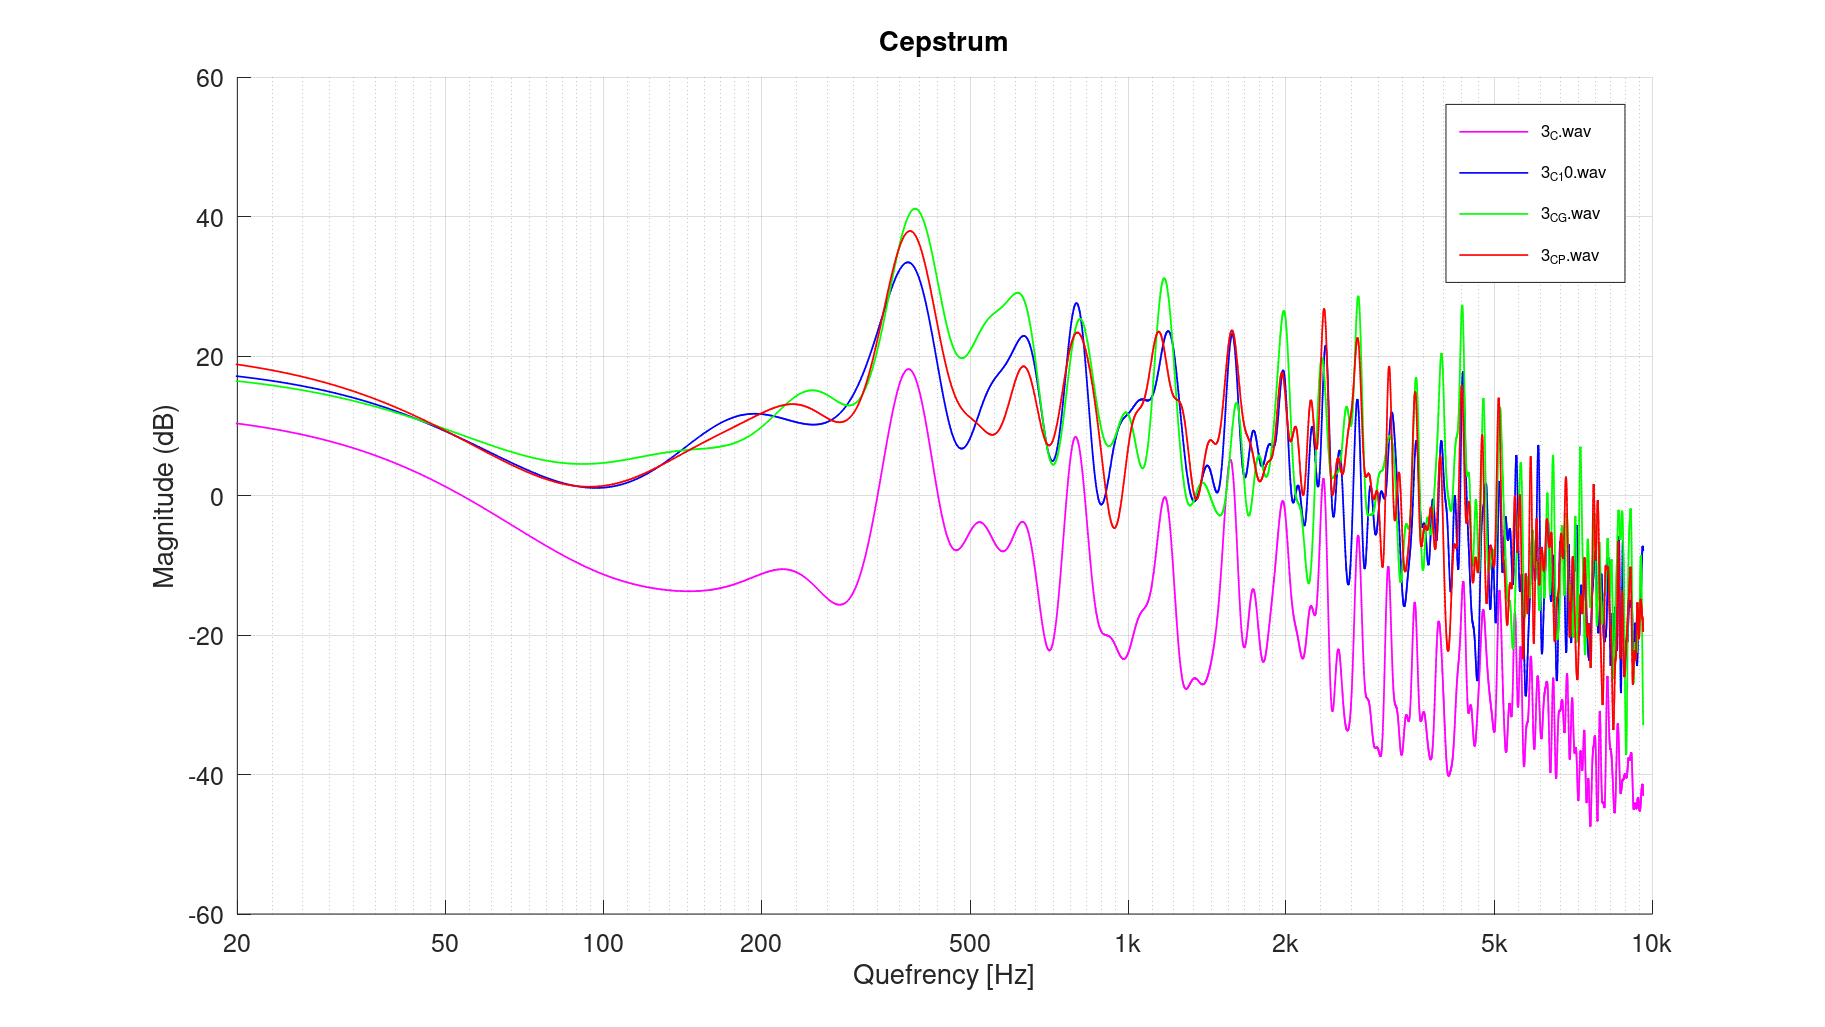 Cepstrum
60
40
20
0
-20
-40
-60
Magnitude (dB)
3C.wav
3C10.wav
3CG.wav
3CP.wav
20 50 100 200 500 1k 2k 5k 10k
Quefrency [Hz]